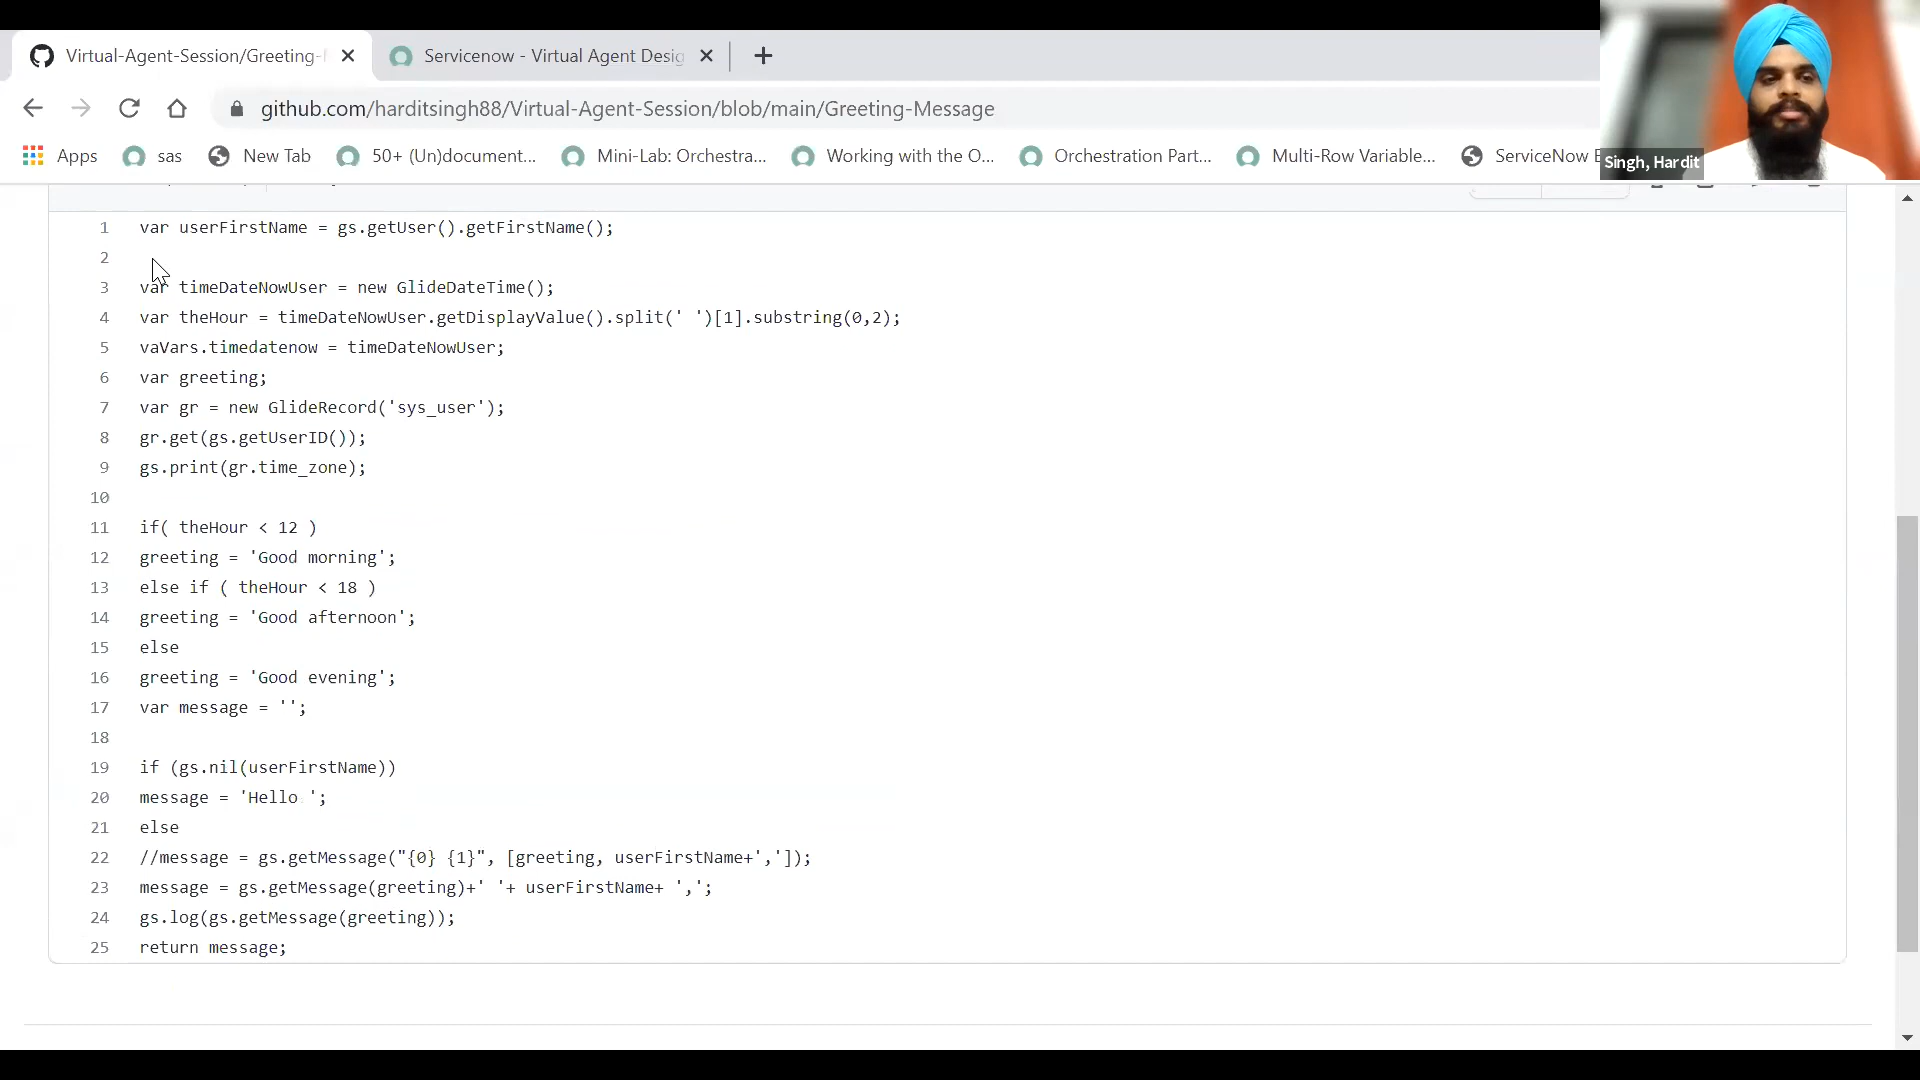 Virtual-Agent-Session/Greeting-
Servicenow - Virtual Agent Desig
github.com/harditsingh88/Virtual-Agent-Session/blob/main/Greeting-Message
Apps
sas
New Tab
50+ (Un)document...
Mini-Lab: Orchestra...
Working with the O...
Orchestration Part...
Multi-Row Variable...
ServiceNow
Singh, Hardit
1 var userFirstName = gs.getUser().getFirstName();
2
3 var timeDateNowUser = new GlideDateTime();
4 var theHour = timeDateNowUser.getDisplayValue().split(' ')[1].substring(0,2);
5 vaVars.timedatenow = timeDateNowUser;
6 var greeting;
7 var gr = new GlideRecord('sys_user');
8 gr.get(gs.getUserID());
9 gs.print(gr.time_zone);
10
11 if( theHour < 12 )
12 greeting = 'Good morning';
13 else if ( theHour < 18 )
14 greeting = 'Good afternoon';
15 else
16 greeting = 'Good evening';
17 var message = '';
18
19 if (gs.nil(userFirstName))
20 message = 'Hello ';
21 else
22 //message = gs.getMessage("{0} {1}", [greeting, userFirstName+',']);
23 message = gs.getMessage(greeting)+' '+ userFirstName+ ',';
24 gs.log(gs.getMessage(greeting));
25 return message;